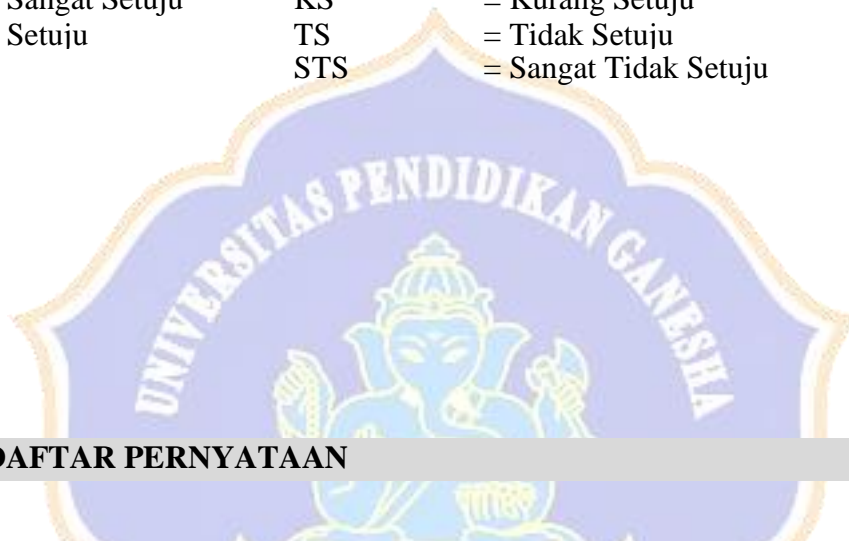 Sangat Setuju KS = Kurang Setuju
Setuju TS = Tidak Setuju
STS = Sangat Tidak Setuju
UNIVERSITAS PENDIDIKAN GANESHA
DAFTAR PERNYATAAN